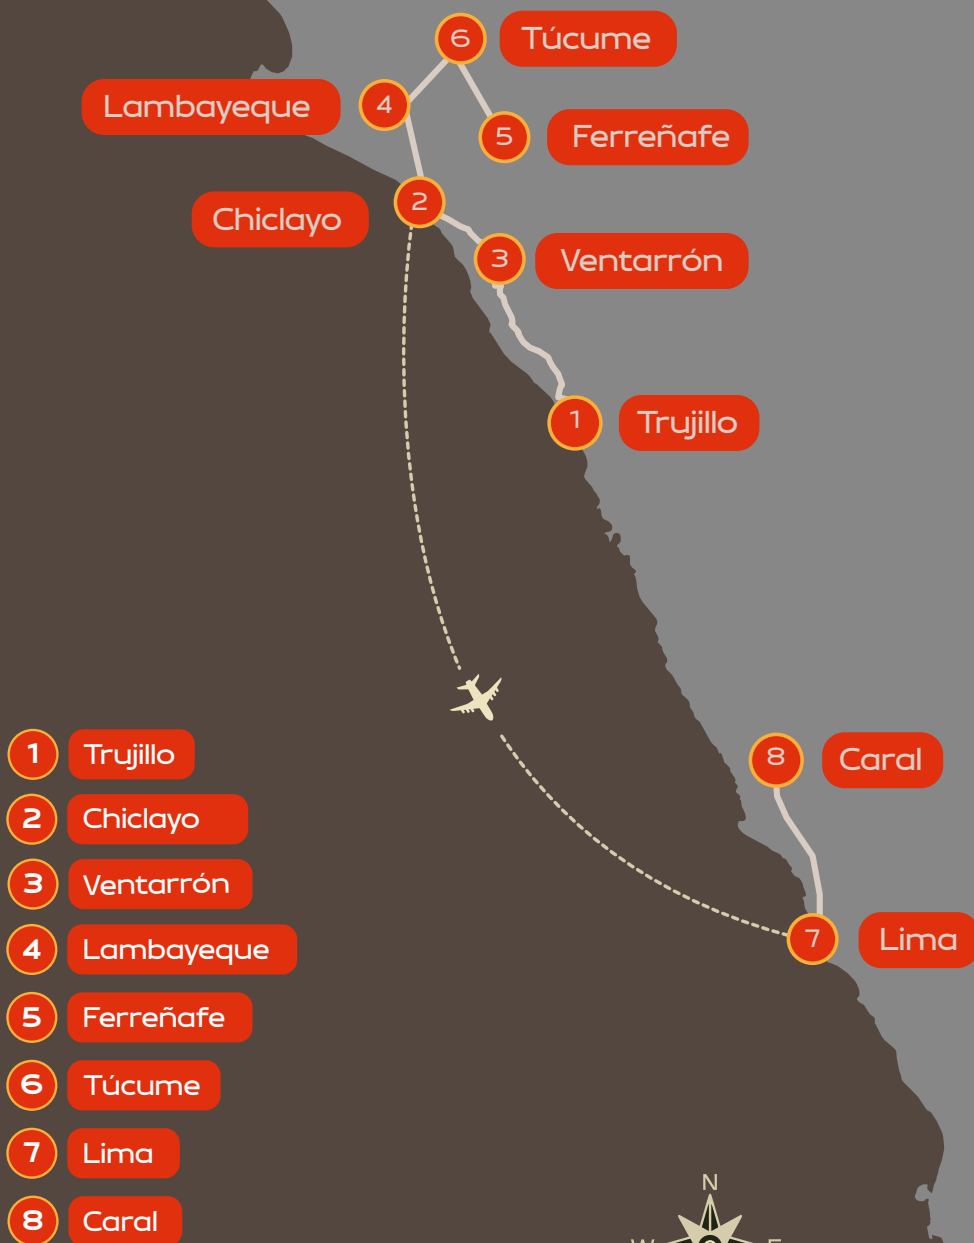 6 Túcume
Lambayeque 4
5 Ferreñafe
2
Chiclayo
3 Ventarrón
1 Trujillo
8 Caral
7 Lima
1 Trujillo
2 Chiclayo
3 Ventarrón
4 Lambayeque
5 Ferreñafe
6 Túcume
7 Lima
8 Caral
N
W E